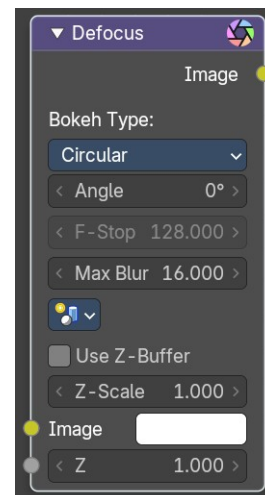 Defocus
Image
Bokeh Type:
Circular
Angle 0°
F-Stop 128.000
Max Blur 16.000
Use Z-Buffer
Z-Scale 1.000
Image
Z 1.000